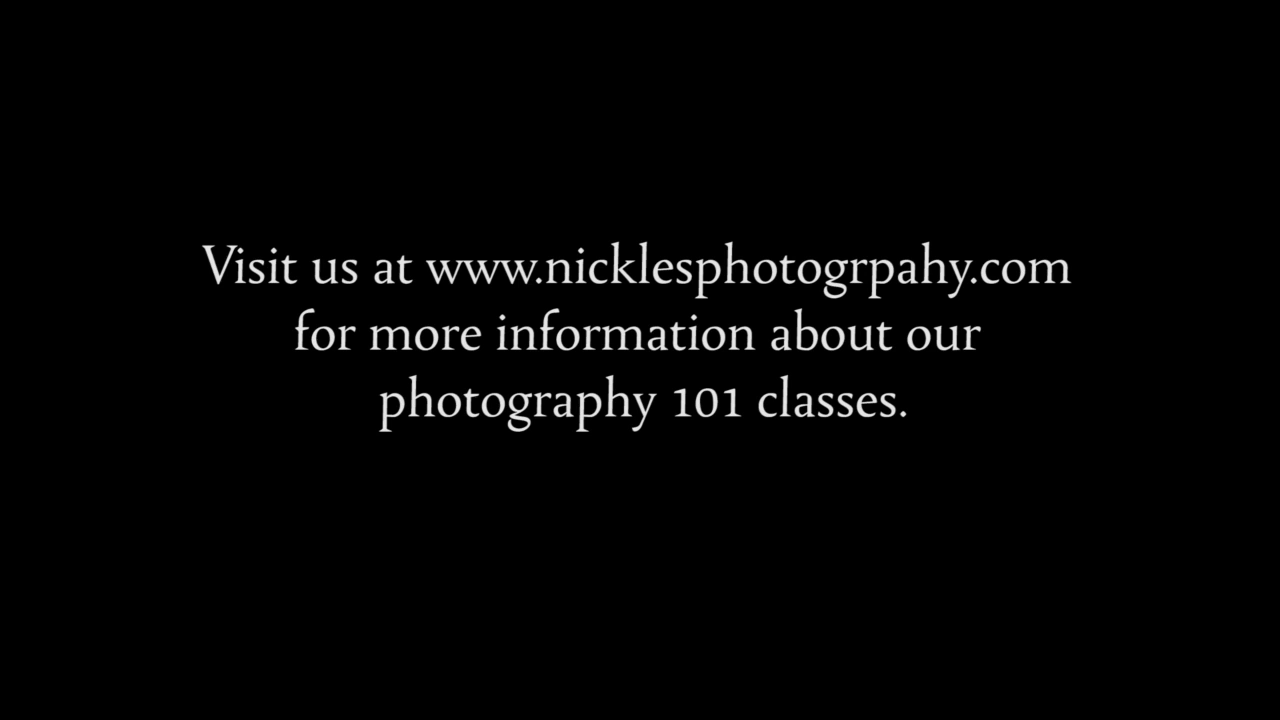 Visit us at www.nicklesphotogrpahy.com
for more information about our
photography 101 classes.